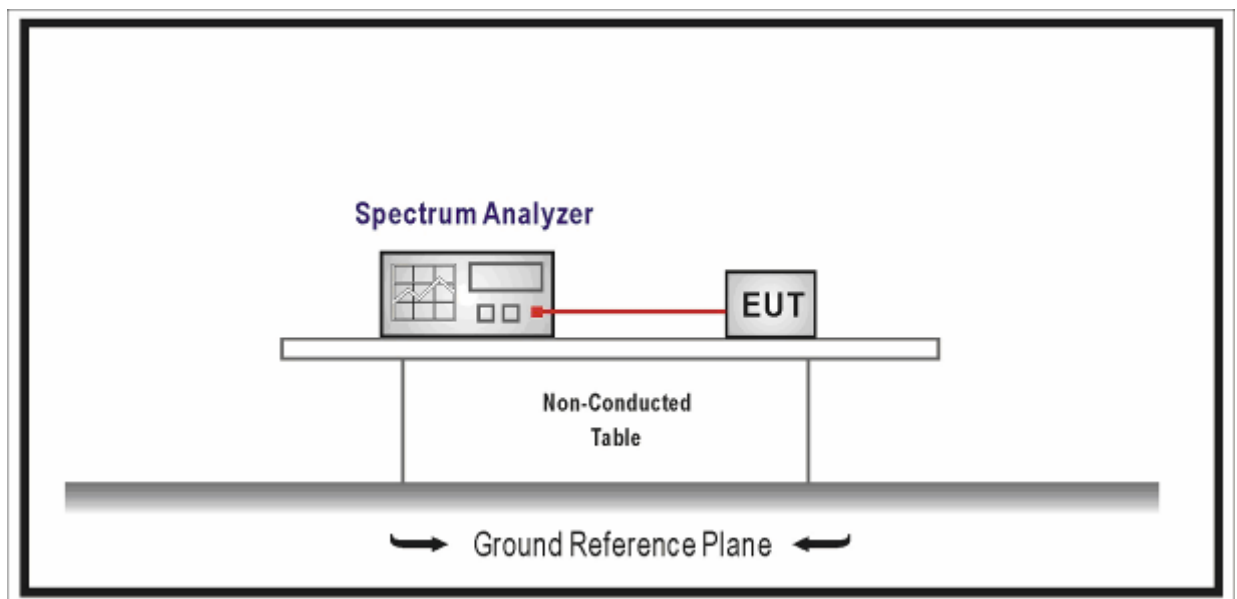 Spectrum Analyzer
EUT
Non-Conducted
Table
Ground Reference Plane